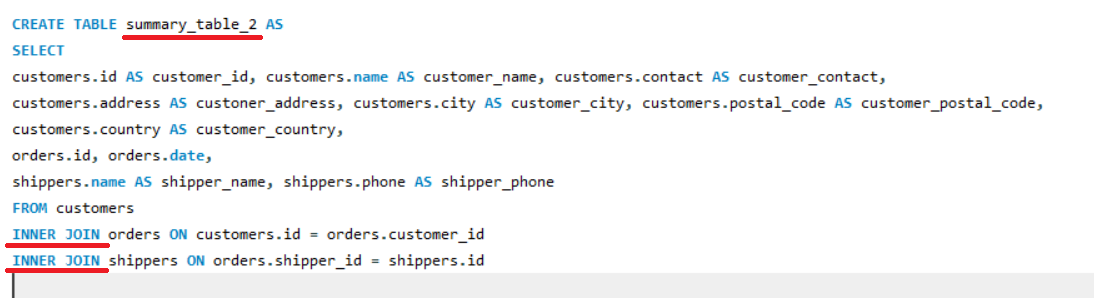 CREATE TABLE summary_table_2 AS
SELECT
customers.id AS customer_id, customers.name AS customer_name, customers.contact AS customer_contact,
customers.address AS custoner_address, customers.city AS customer_city, customers.postal_code AS customer_postal_code,
customers.country AS customer_country,
orders.id, orders.date,
shippers.name AS shipper_name, shippers.phone AS shipper_phone
FROM customers
INNER JOIN orders ON customers.id = orders.customer_id
INNER JOIN shippers ON orders.shipper_id = shippers.id